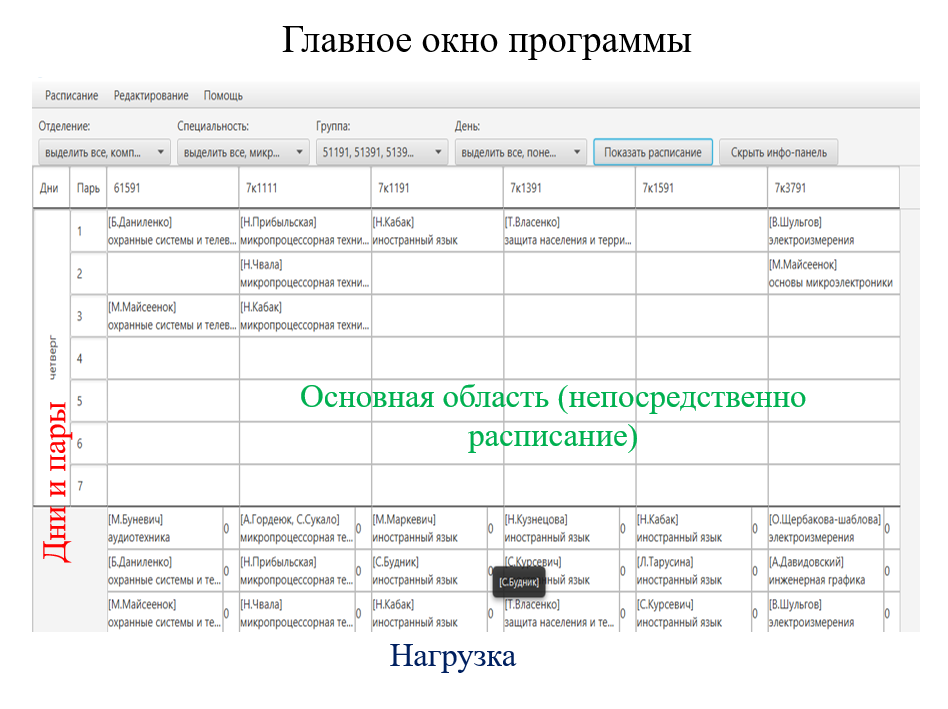 Главное окно программы
Расписание Редактирование Помощь
Отделение: Специальность: Группа: День:
выделить все, комп... выделить все, микр... 51191, 51391, 5139... выделить все, поне... Показать расписание Скрыть инфо-панель
Дни Парь 61591 7к1111 7к1191 7к1391 7к1591 7к3791
четверг
1 [Б.Даниленко] [Н.Прибыльская] [Н.Кабак] [Т.Власенко] [В.Шульгов]
охранные системы и телев... микропроцессорная техни... иностранный язык защита населения и терри... электроизмерения
2 [Н.Чвала] [М.Майсеенок]
микропроцессорная техни... основы микроэлектроники
3 [М.Майсеенок] [Н.Кабак]
охранные системы и телев... микропроцессорная техни...
4
5
6
7
Дни и пары
Основная область (непосредственно
расписание)
[М.Буневич] 0 [А.Гордеюк, С.Сукало] 0 [М.Маркевич] 0 [Н.Кузнецова] 0 [Н.Кабак] 0 [О.Щербакова-шаблова] 0
аудиотехника микропроцессорная те... иностранный язык иностранный язык иностранный язык электроизмерения
[Б.Даниленко] 0 [Н.Прибыльская] 0 [С.Будник] 0 [С.Курсевич] 0 [Л.Тарусина] 0 [А.Давидовский] 0
охранные системы и те... микропроцессорная те... иностранный язык ный язык иностранный язык инженерная графика
[С.Будник]
[М.Майсеенок] 0 [Н.Чвала] 0 [Н.Кабак] 0 [Т.Власенко] 0 [С.Курсевич] 0 [В.Шульгов] 0
охранные системы и те... микропроцессорная те... иностранный язык защита населения и те... иностранный язык электроизмерения
Нагрузка